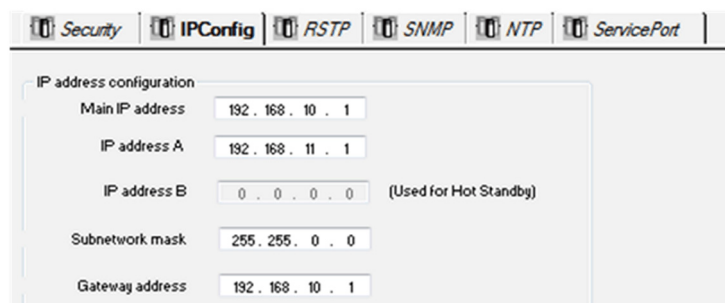 Security IPConfig RSTP SNMP NTP ServicePort
IP address configuration
Main IP address 192 . 168 . 10 . 1
IP address A 192 . 168 . 11 . 1
IP address B 0 . 0 . 0 . 0 (Used for Hot Standby)
Subnetwork mask 255 . 255 . 0 . 0
Gateway address 192 . 168 . 10 . 1